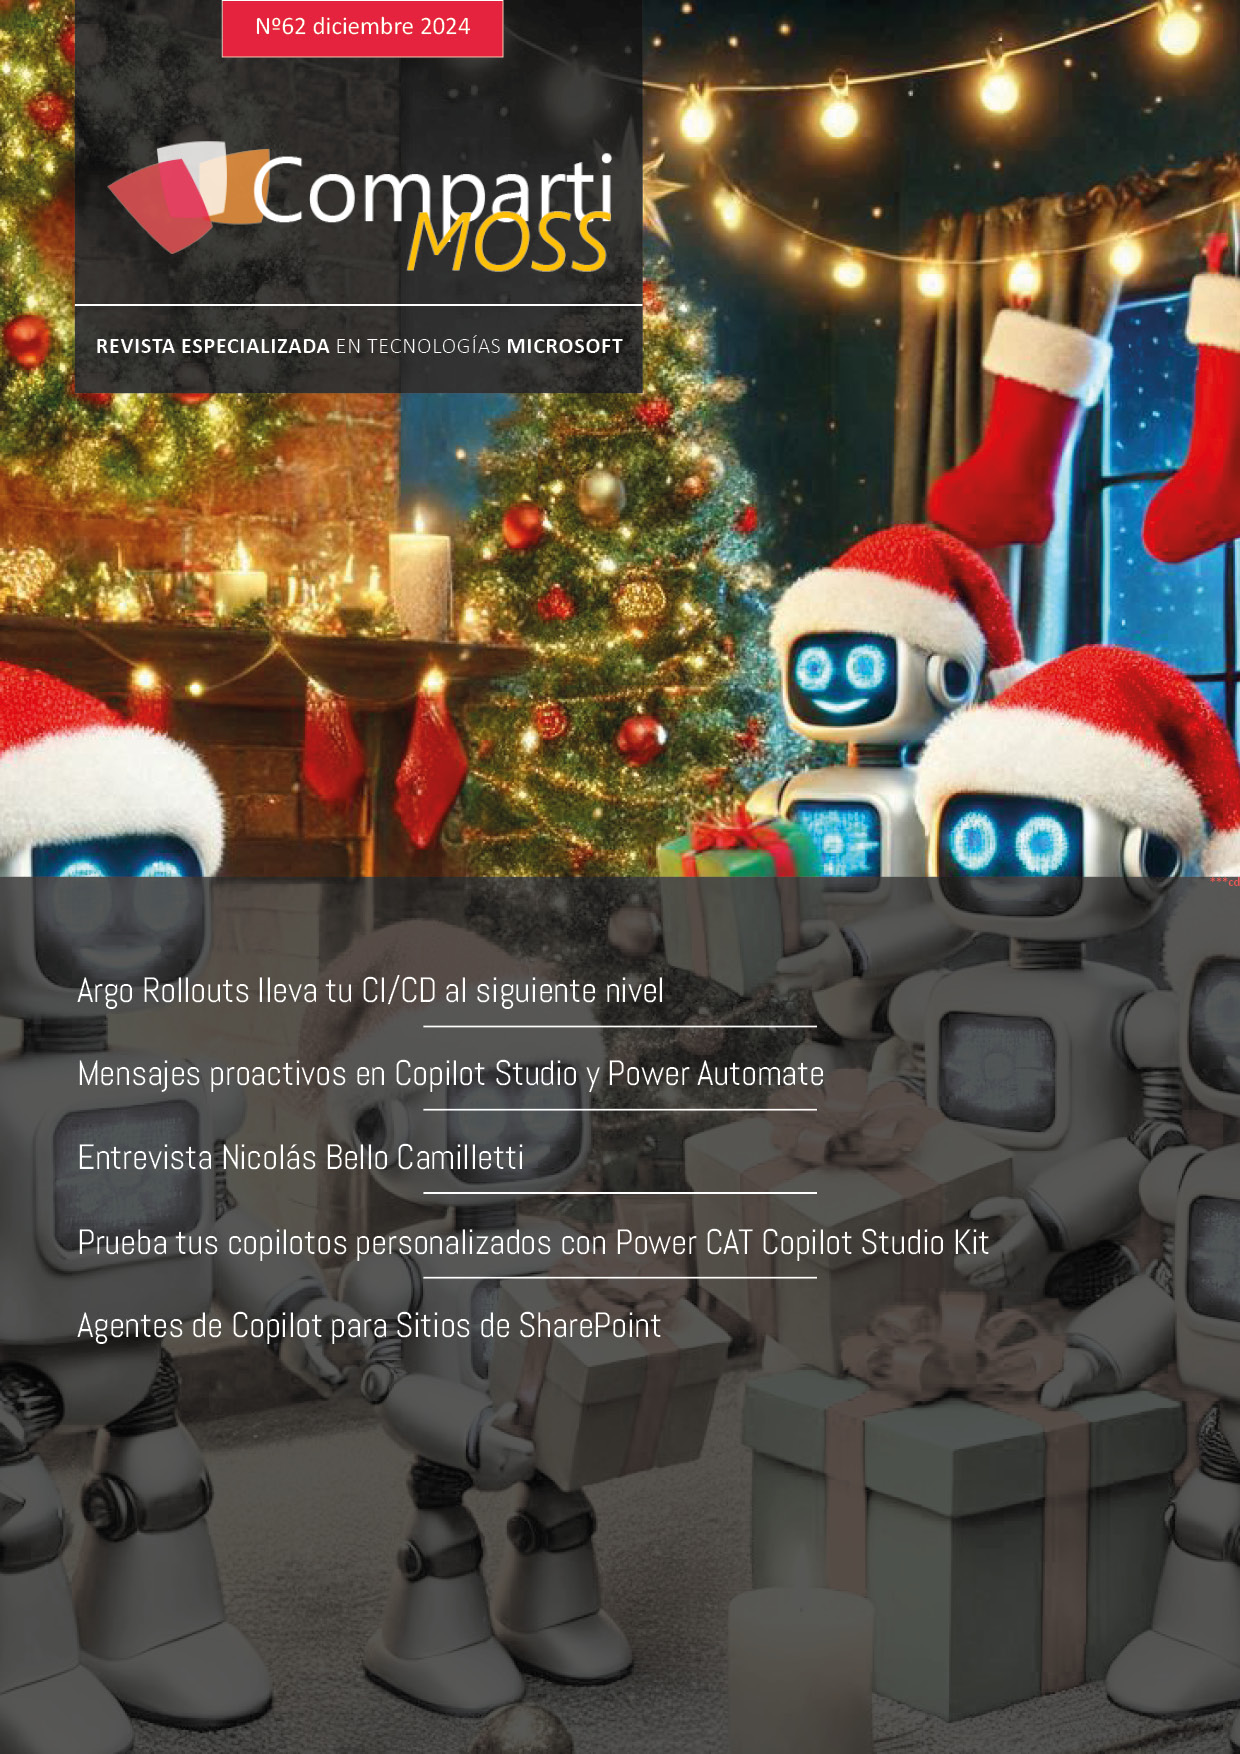 Nº62 diciembre 2024
Comparti
MOSS
REVISTA ESPECIALIZADA EN TECNOLOGÍAS MICROSOFT
***cd
Argo Rollouts lleva tu CI/CD al siguiente nivel
Mensajes proactivos en Copilot Studio y Power Automate
Entrevista Nicolás Bello Camilletti
Prueba tus copilotos personalizados con Power CAT Copilot Studio Kit
Agentes de Copilot para Sitios de SharePoint